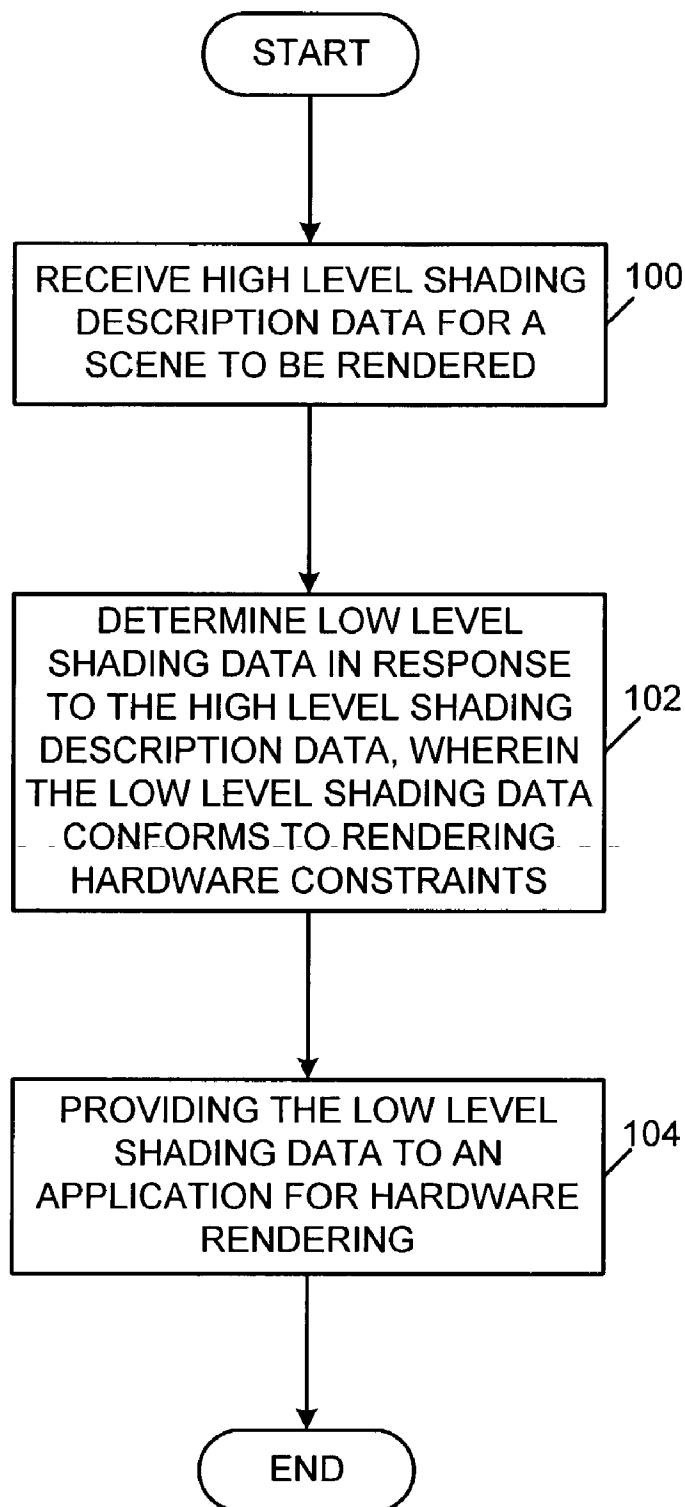 START
RECEIVE HIGH LEVEL SHADING
DESCRIPTION DATA FOR A
SCENE TO BE RENDERED
100
DETERMINE LOW LEVEL
SHADING DATA IN RESPONSE
TO THE HIGH LEVEL SHADING
DESCRIPTION DATA, WHEREIN
THE LOW LEVEL SHADING DATA
CONFORMS TO RENDERING
HARDWARE CONSTRAINTS
102
PROVIDING THE LOW LEVEL
SHADING DATA TO AN
APPLICATION FOR HARDWARE
RENDERING
104
END